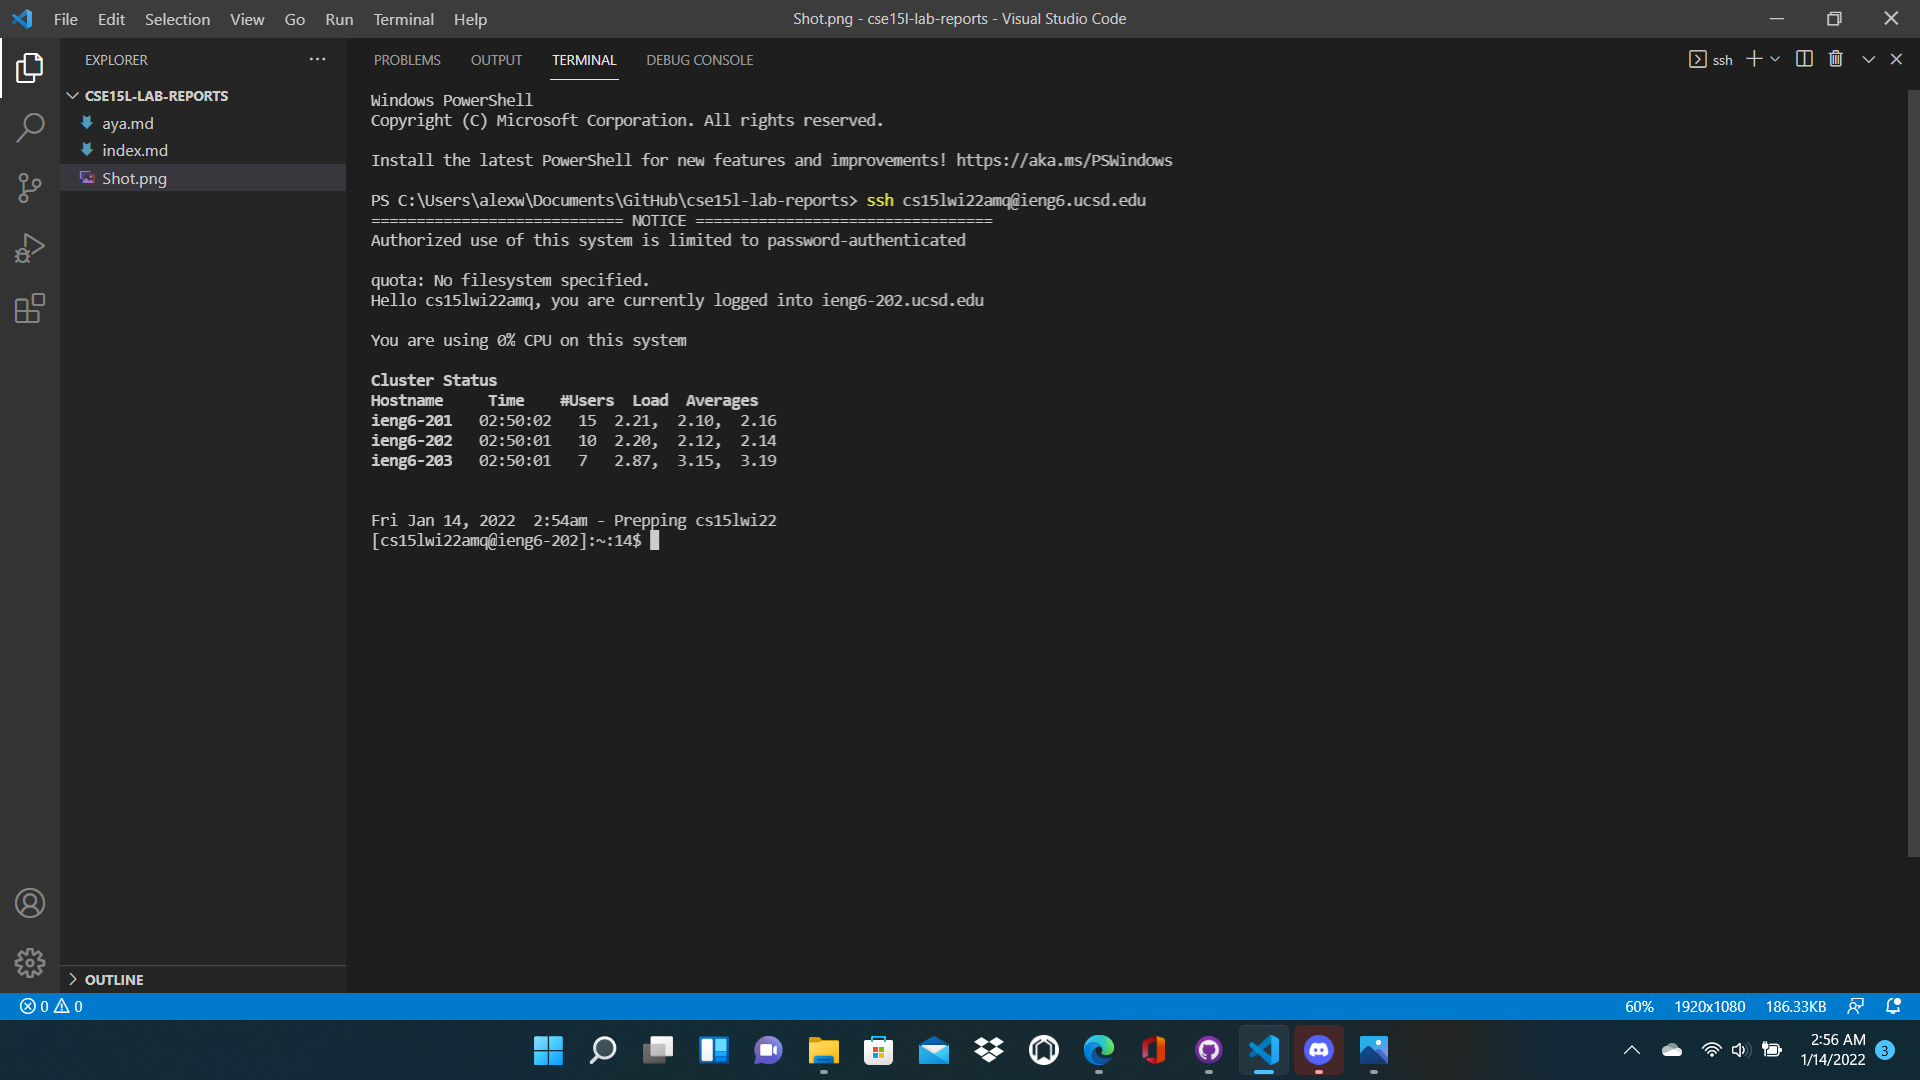 File Edit Selection View Go Run Terminal Help
Shot.png - cse15l-lab-reports - Visual Studio Code
EXPLORER
CSE15L-LAB-REPORTS
aya.md
index.md
Shot.png
OUTLINE
PROBLEMS OUTPUT TERMINAL DEBUG CONSOLE
ssh
Windows PowerShell
Copyright (C) Microsoft Corporation. All rights reserved.
Install the latest PowerShell for new features and improvements! https://aka.ms/PSWindows
PS C:\Users\alexw\Documents\GitHub\cse15l-lab-reports> ssh cs15lwi22amq@ieng6.ucsd.edu
============================ NOTICE =================================
Authorized use of this system is limited to password-authenticated
quota: No filesystem specified.
Hello cs15lwi22amq, you are currently logged into ieng6-202.ucsd.edu
You are using 0% CPU on this system
Cluster Status
Hostname Time #Users Load Averages
ieng6-201 02:50:02 15 2.21, 2.10, 2.16
ieng6-202 02:50:01 10 2.20, 2.12, 2.14
ieng6-203 02:50:01 7 2.87, 3.15, 3.19
Fri Jan 14, 2022 2:54am - Prepping cs15lwi22
[cs15lwi22amq@ieng6-202]:~:14$
0 0
60% 1920x1080 186.33KB
2:56 AM
1/14/2022
3